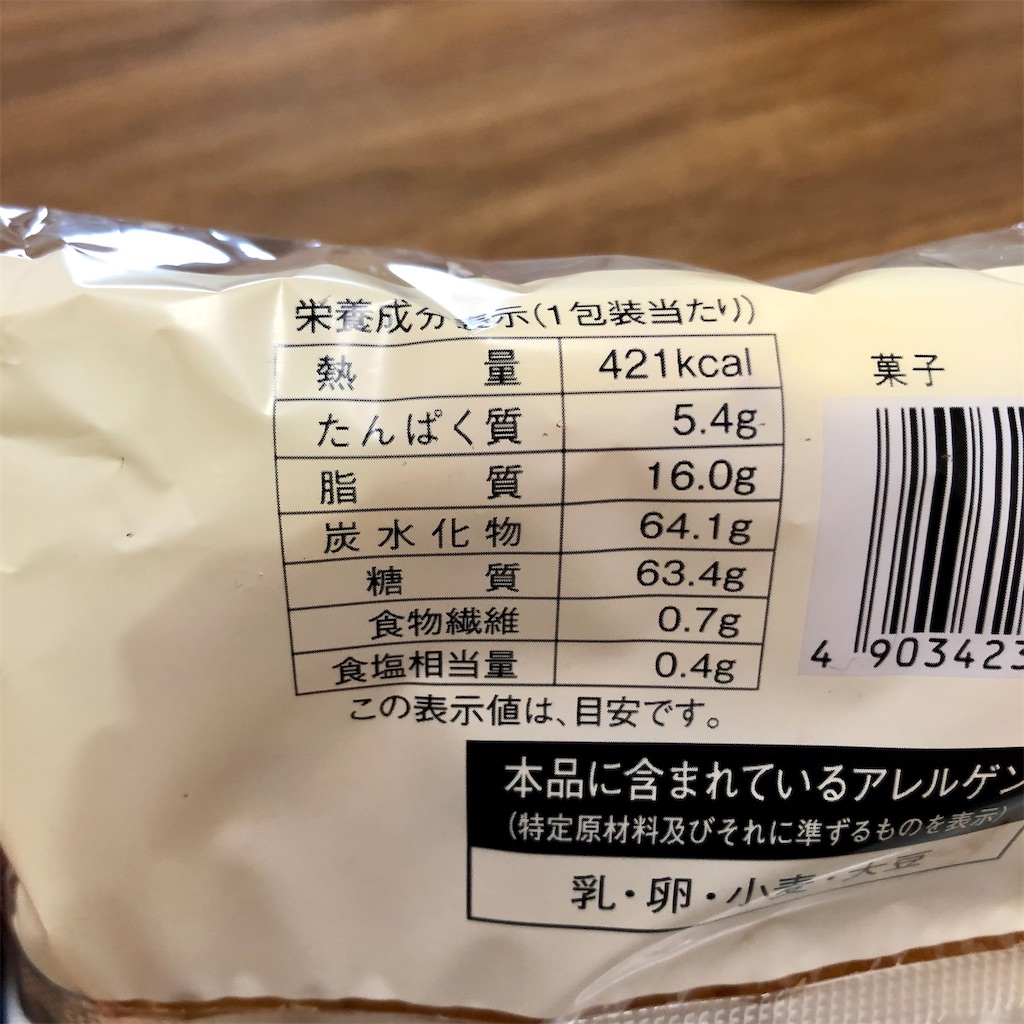 栄養成分表示(1包装当たり)
熱量 421kcal
たんぱく質 5.4g
脂質 16.0g
炭水化物 64.1g
糖質 63.4g
食物繊維 0.7g
食塩相当量 0.4g
この表示値は、目安です。
菓子
4 903423
本品に含まれているアレルゲン
(特定原材料及びそれに準ずるものを表示)
乳・卵・小麦・大豆